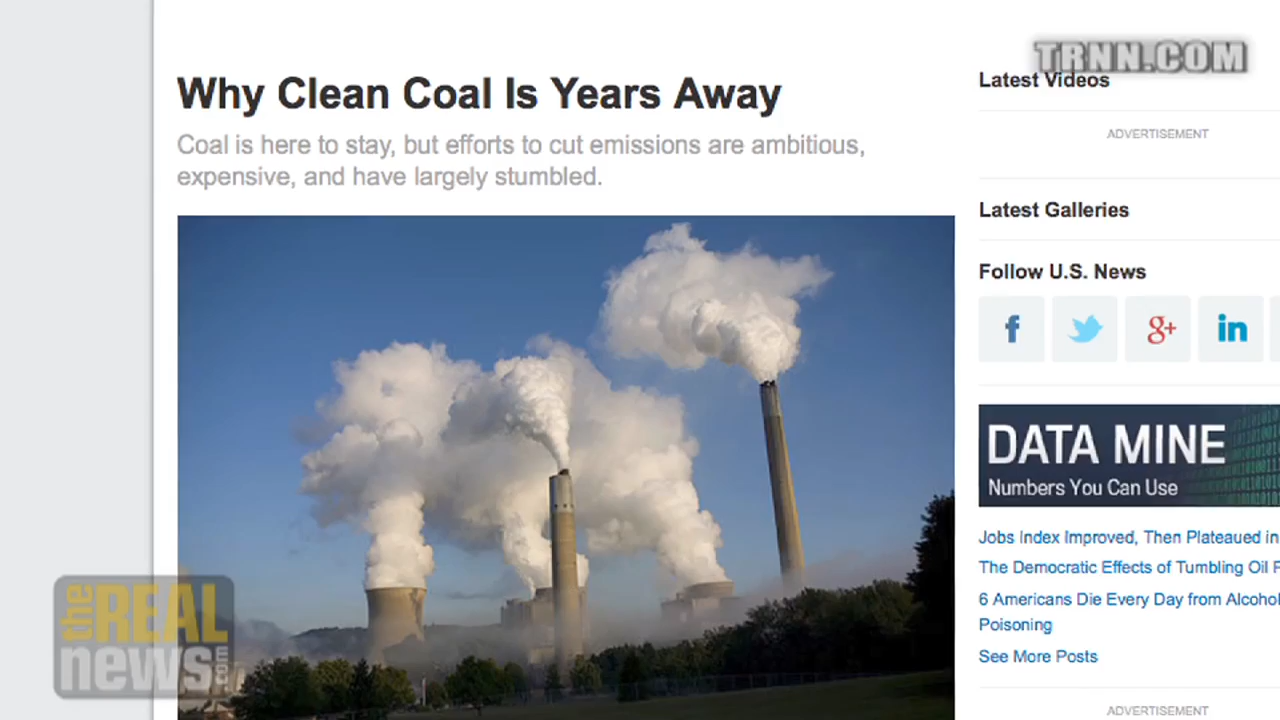 TRNN.COM
Why Clean Coal Is Years Away
Coal is here to stay, but efforts to cut emissions are ambitious,
expensive, and have largely stumbled.
Latest Videos
ADVERTISEMENT
Latest Galleries
Follow U.S. News
f
g+
in
DATA MINE
Numbers You Can Use
Jobs Index Improved, Then Plateaued in
The Democratic Effects of Tumbling Oil
6 Americans Die Every Day from Alcohol
Poisoning
See More Posts
ADVERTISEMENT
the REAL
news.com